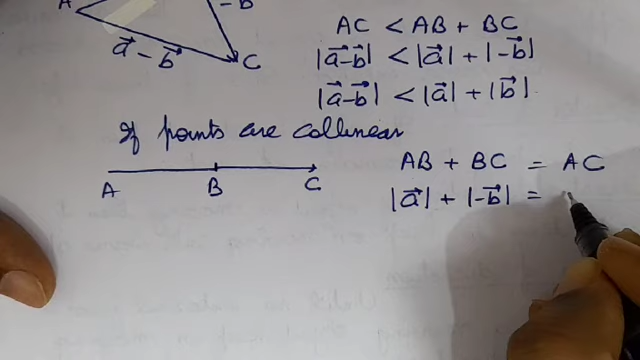 A
- B
C
a⃗ - b⃗
AC < AB + BC
|a⃗-b⃗| < |a⃗| + |-b⃗|
|a⃗-b⃗| < |a⃗| + |b⃗|
If points are collinear
A B C
AB + BC = AC
|a⃗| + |-b⃗| =